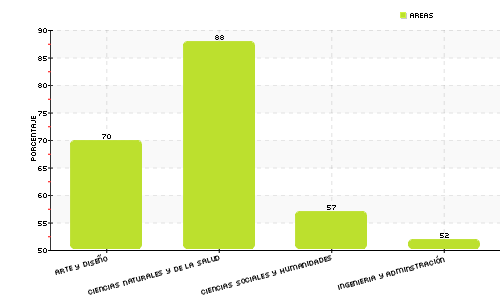 AREAS
PORCENTAJE
90
85
80
75
70
65
60
55
50
70
88
57
52
ARTE y DISEÑO
CIENCIAS NATURALES y DE LA SALUD
CIENCIAS SOCIALES y HUMANIDADES
INGENIERIA y ADMINSTRACIÓN